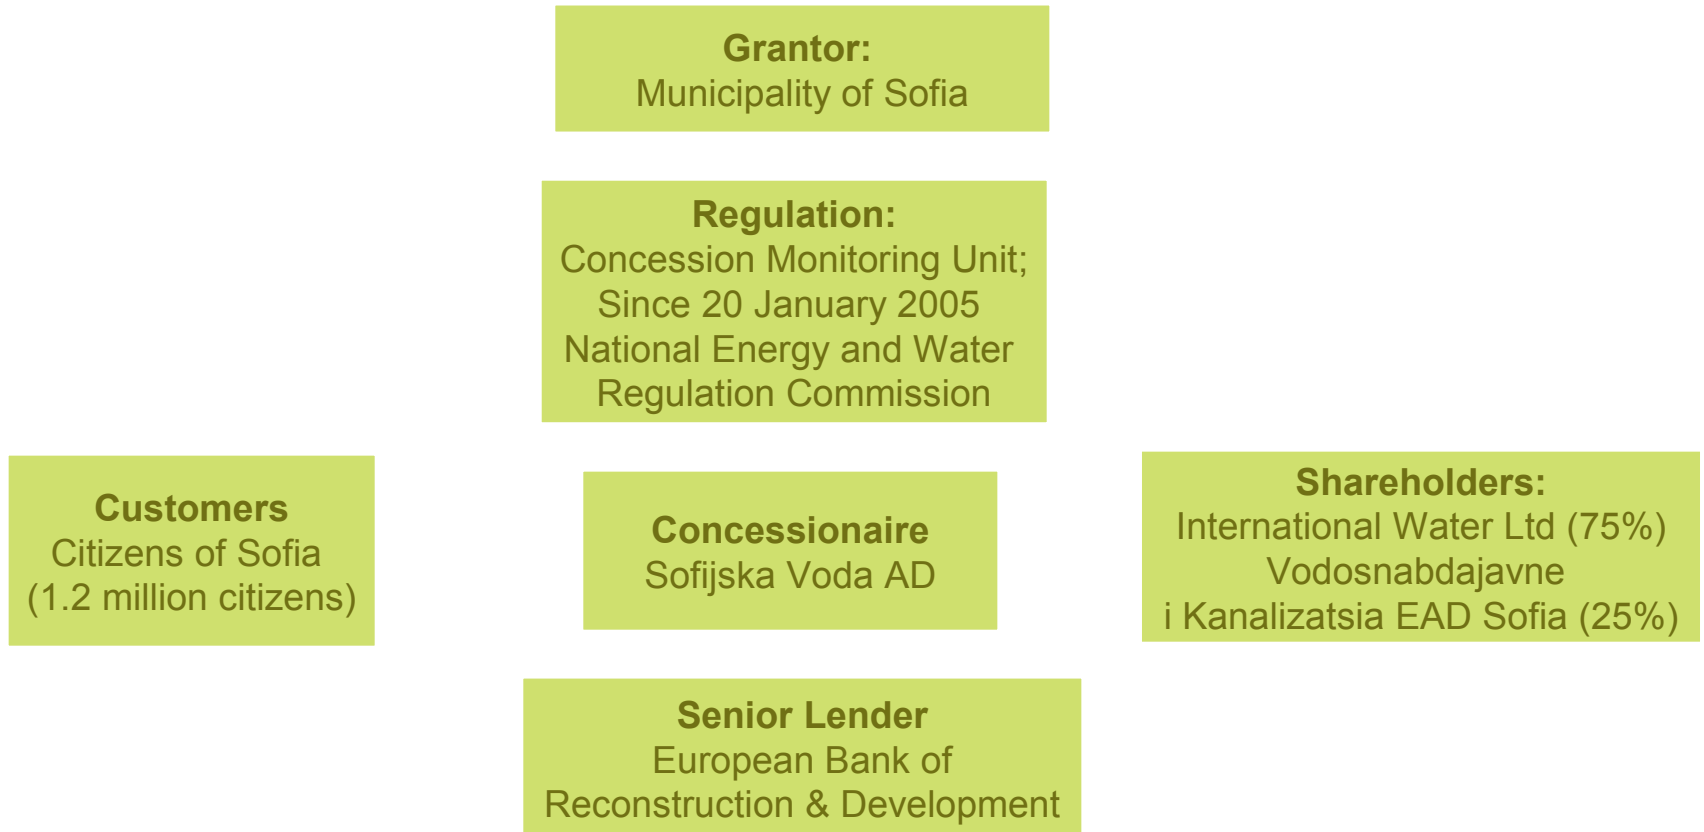 Grantor:
Municipality of Sofia
Regulation:
Concession Monitoring Unit;
Since 20 January 2005
National Energy and Water
Regulation Commission
Customers
Citizens of Sofia
(1.2 million citizens)
Concessionaire
Sofijska Voda AD
Shareholders:
International Water Ltd (75%)
Vodosnabdajavne
i Kanalizatsia EAD Sofia (25%)
Senior Lender
European Bank of
Reconstruction & Development